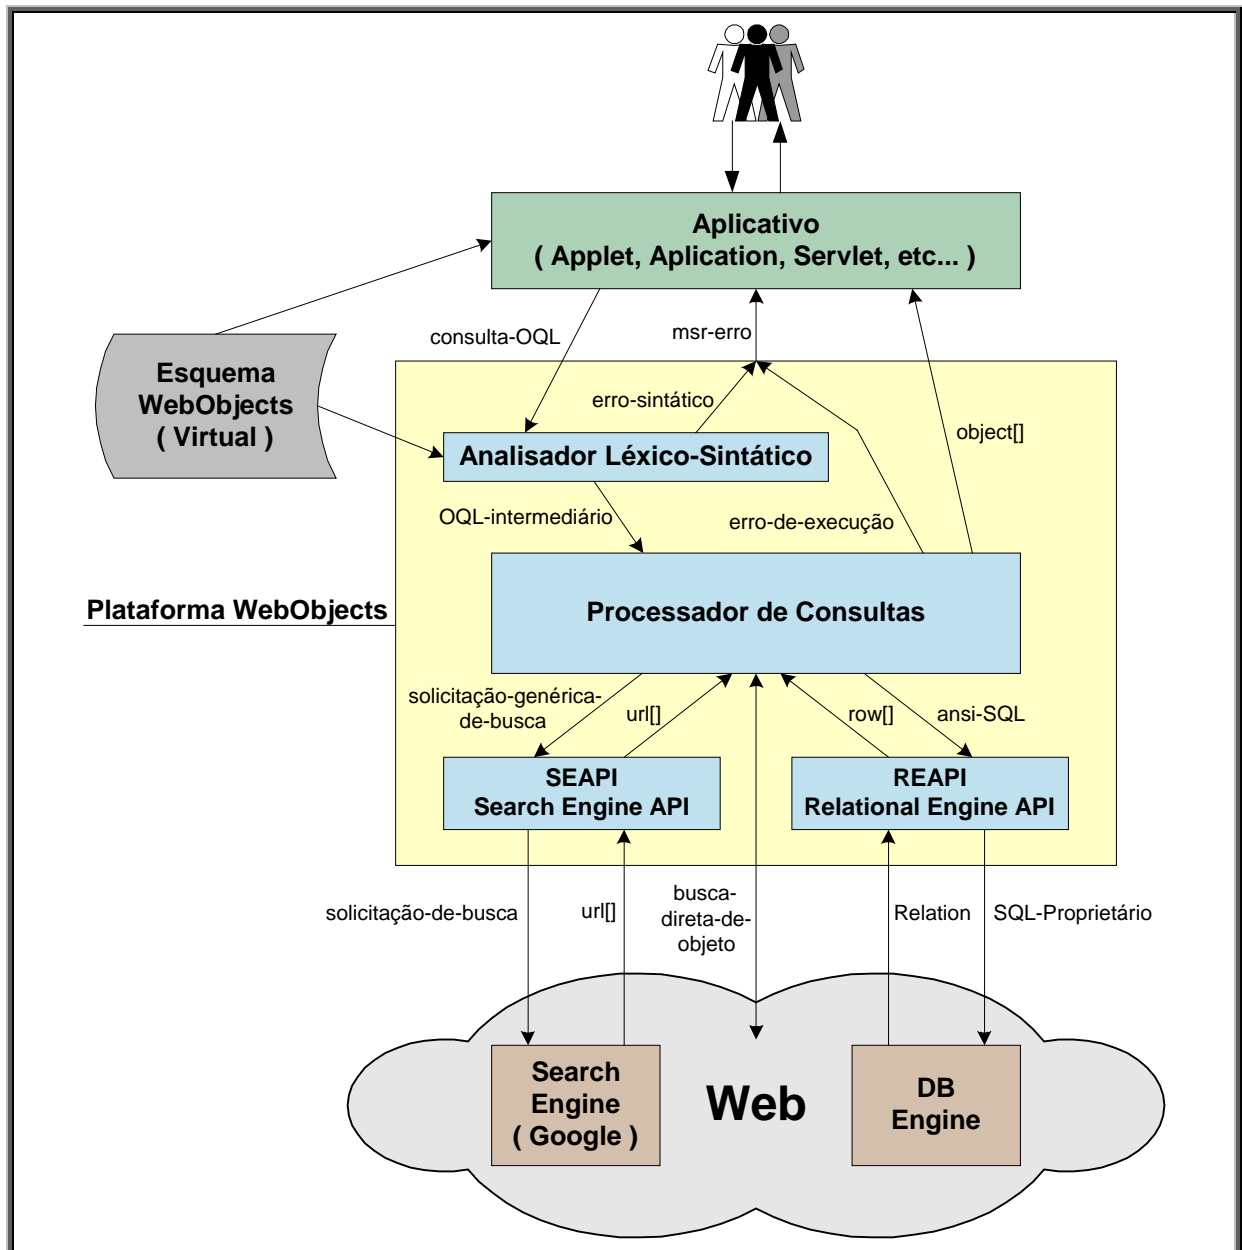 Aplicativo
( Applet, Aplication, Servlet, etc... )
consulta-OQL
msr-erro
Esquema
WebObjects
( Virtual )
erro-sintático
object[]
Analisador Léxico-Sintático
OQL-intermediário
erro-de-execução
Plataforma WebObjects
Processador de Consultas
solicitação-genérica-
de-busca
url[]
row[]
ansi-SQL
SEAPI
Search Engine API
REAPI
Relational Engine API
solicitação-de-busca
url[]
busca-
direta-de-
objeto
Relation
SQL-Proprietário
Search
Engine
( Google )
Web
DB
Engine